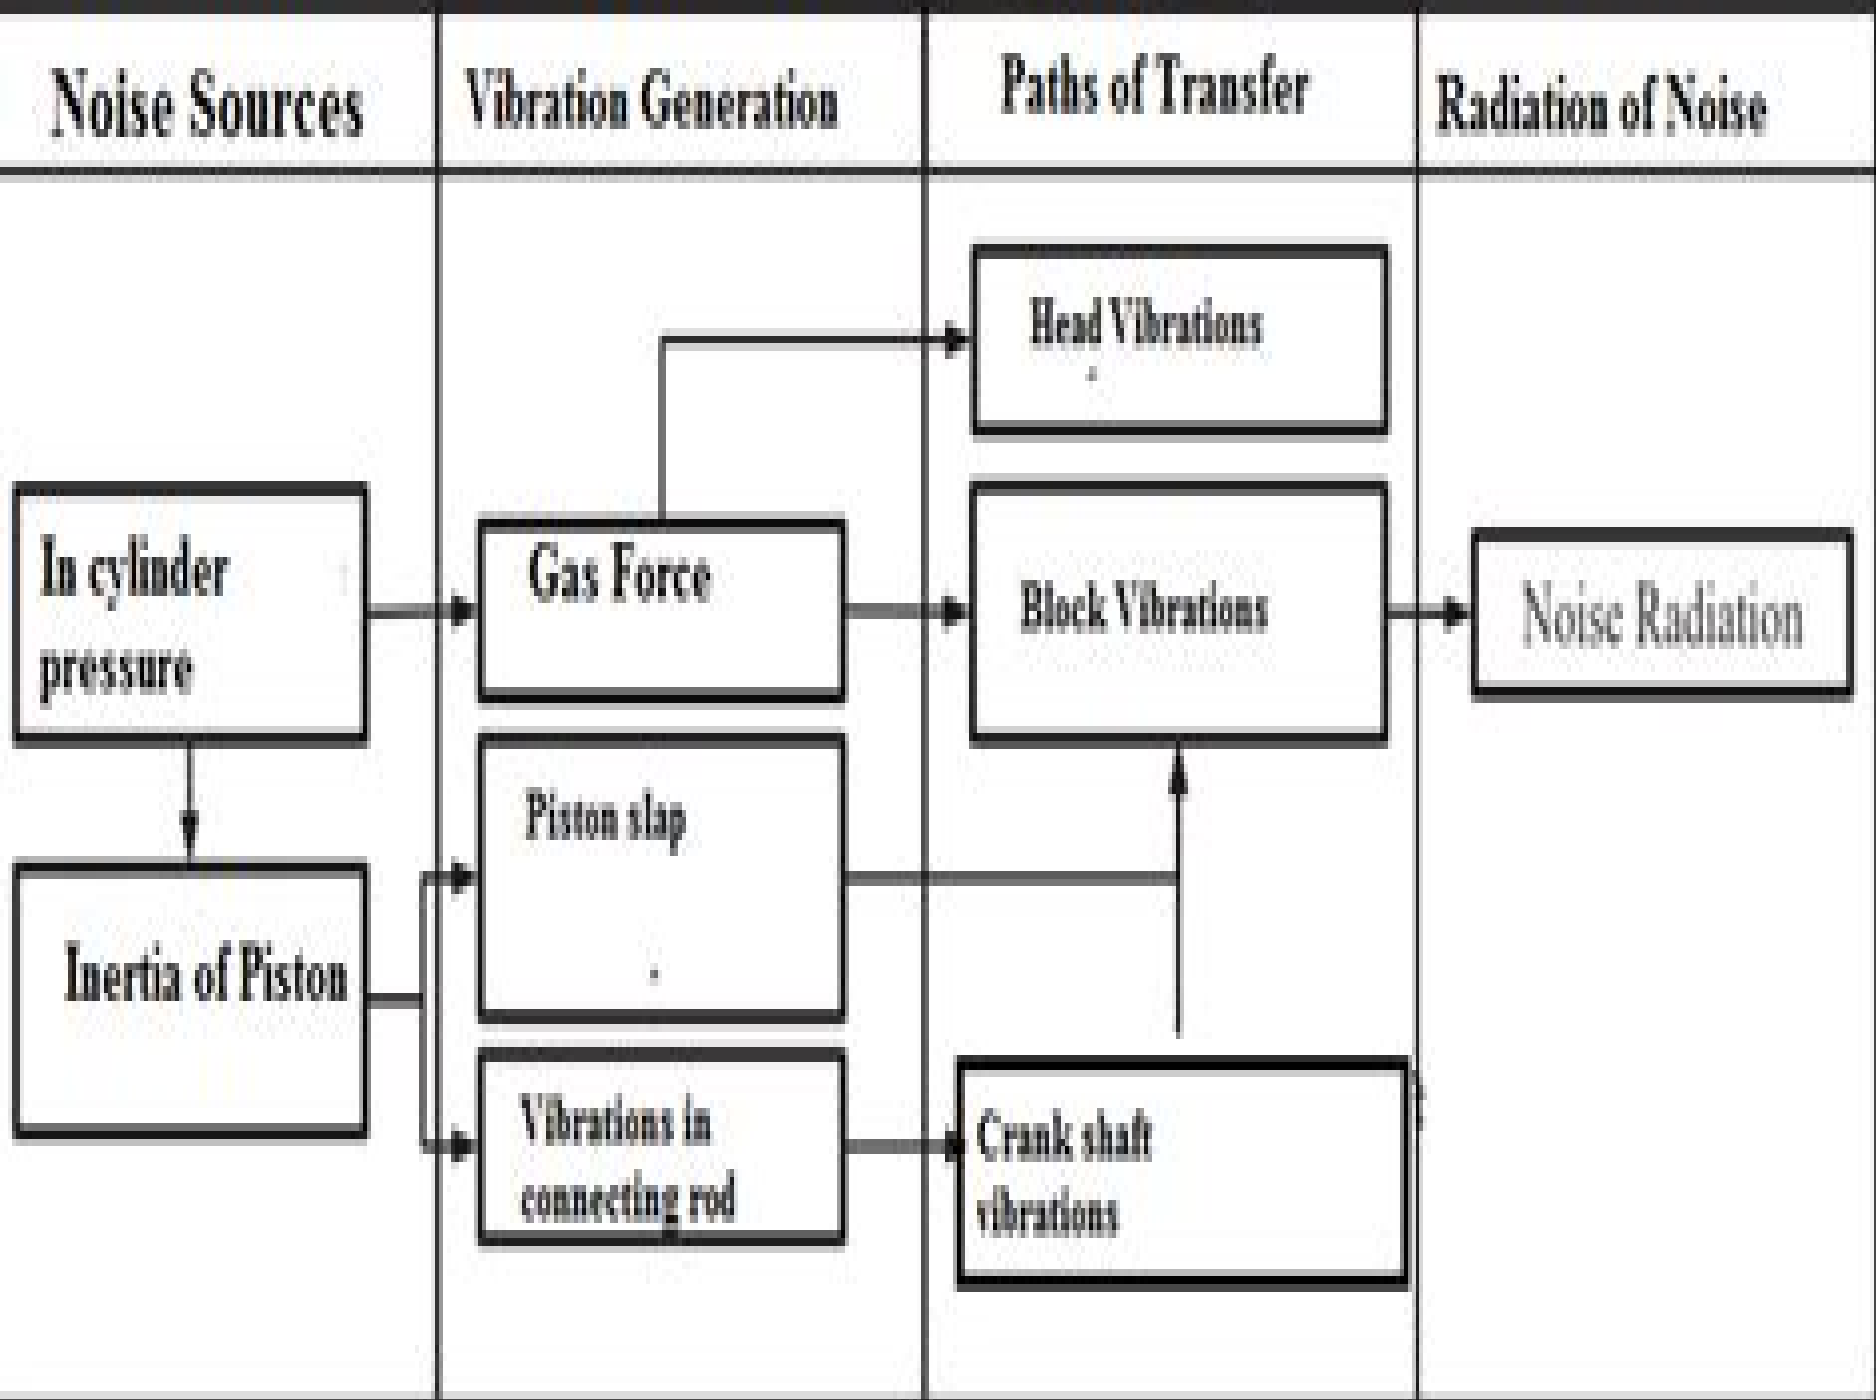 Noise Sources
Vibration Generation
Paths of Transfer
Radiation of Noise
Head Vibrations
In cylinder
pressure
Gas Force
Block Vibrations
Noise Radiation
Piston slap
Inertia of Piston
Vibrations in
connecting rod
Crank shaft
vibrations